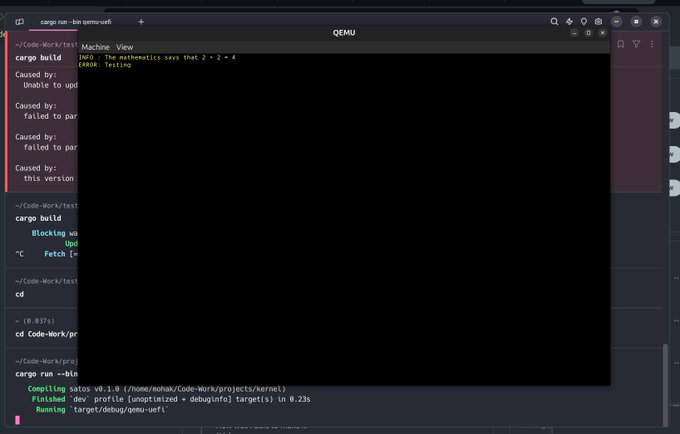 cargo run --bin qemu-uefi
QEMU
Machine View
INFO : The mathematics says that 2 + 2 = 4
ERROR: Testing
~/Code-Work/test
cargo build
Caused by:
Unable to upd
Caused by:
failed to par
Caused by:
failed to par
Caused by:
this version
~/Code-Work/test
cargo build
Blocking wa
Upd
^C Fetch [=
~/Code-Work/test
cd
~ (0.037s)
cd Code-Work/pr
~/Code-Work/proj
cargo run --bin
Compiling satos v0.1.0 (/home/mohak/Code-Work/projects/kernel)
Finished `dev` profile [unoptimized + debuginfo] target(s) in 0.23s
Running `target/debug/qemu-uefi`